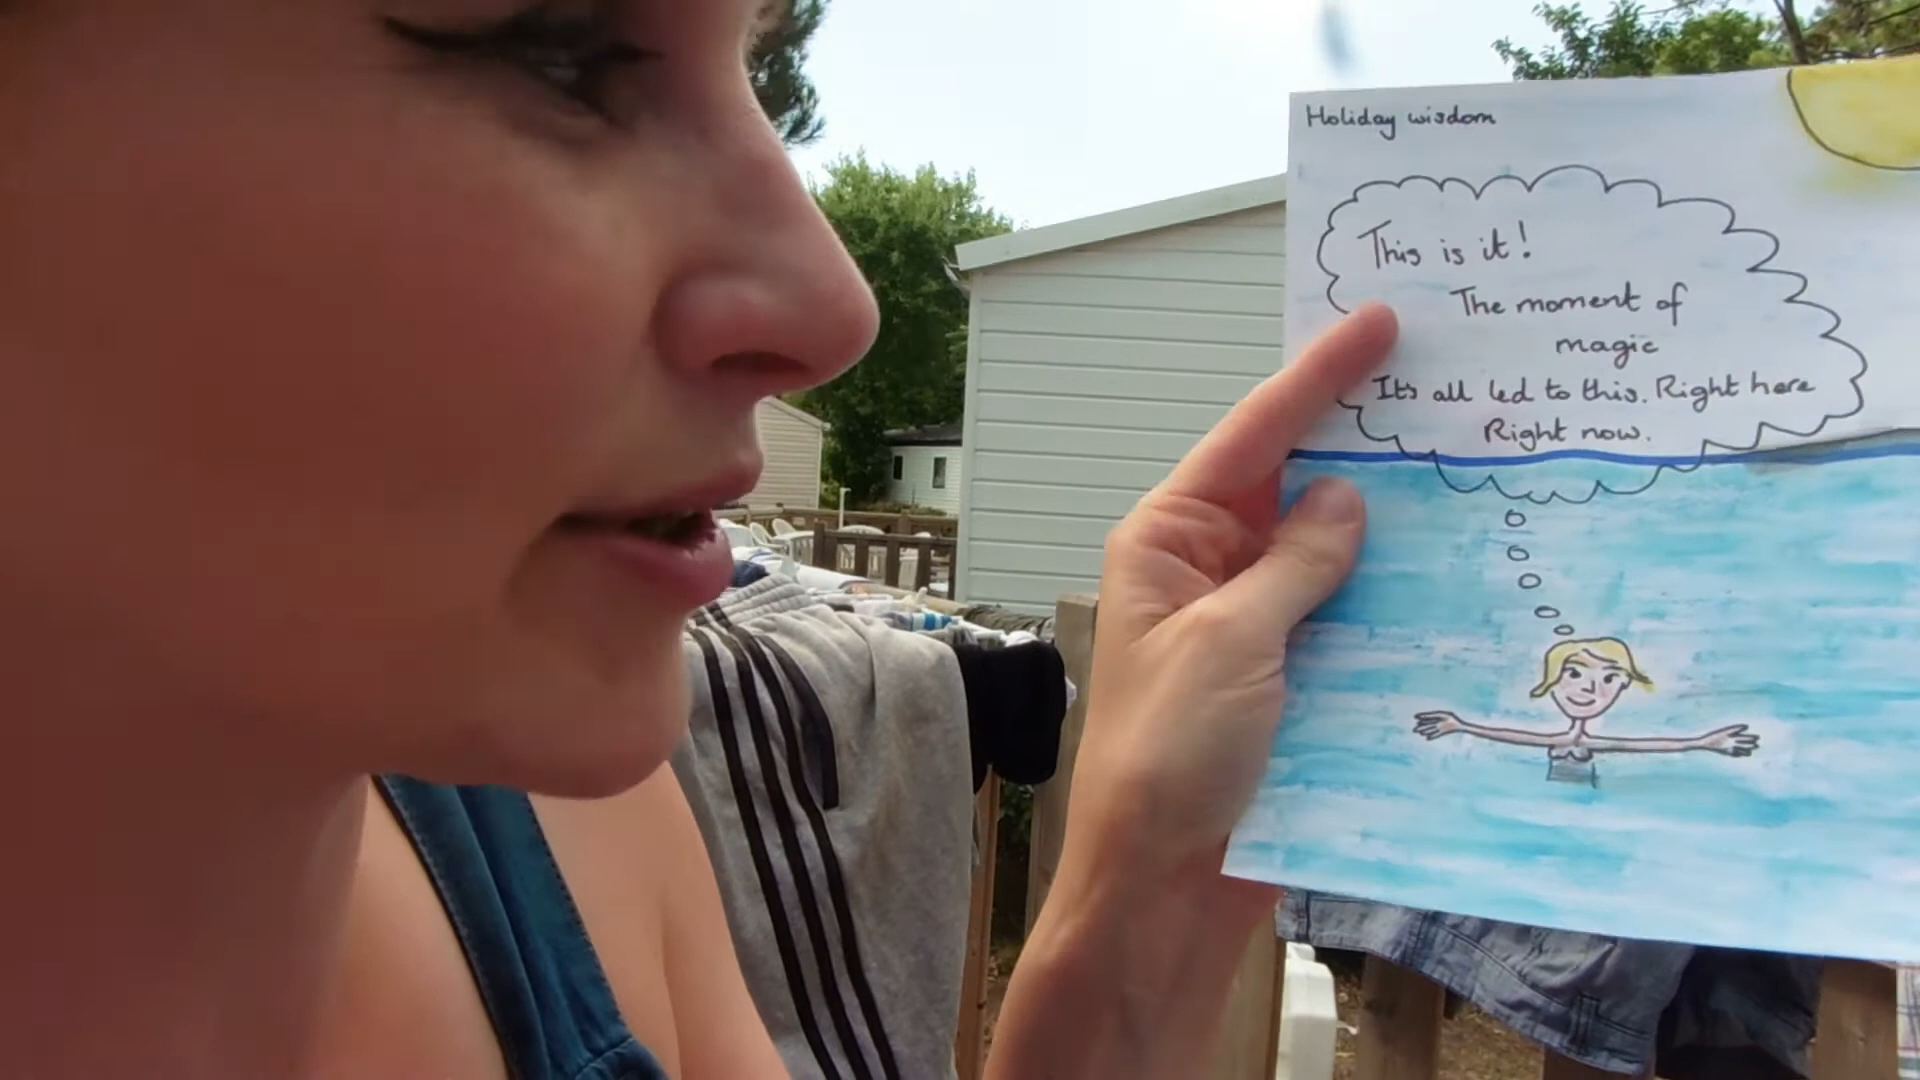 Holiday wisdom
This is it!
The moment of
magic
It's all led to this. Right here
Right now.